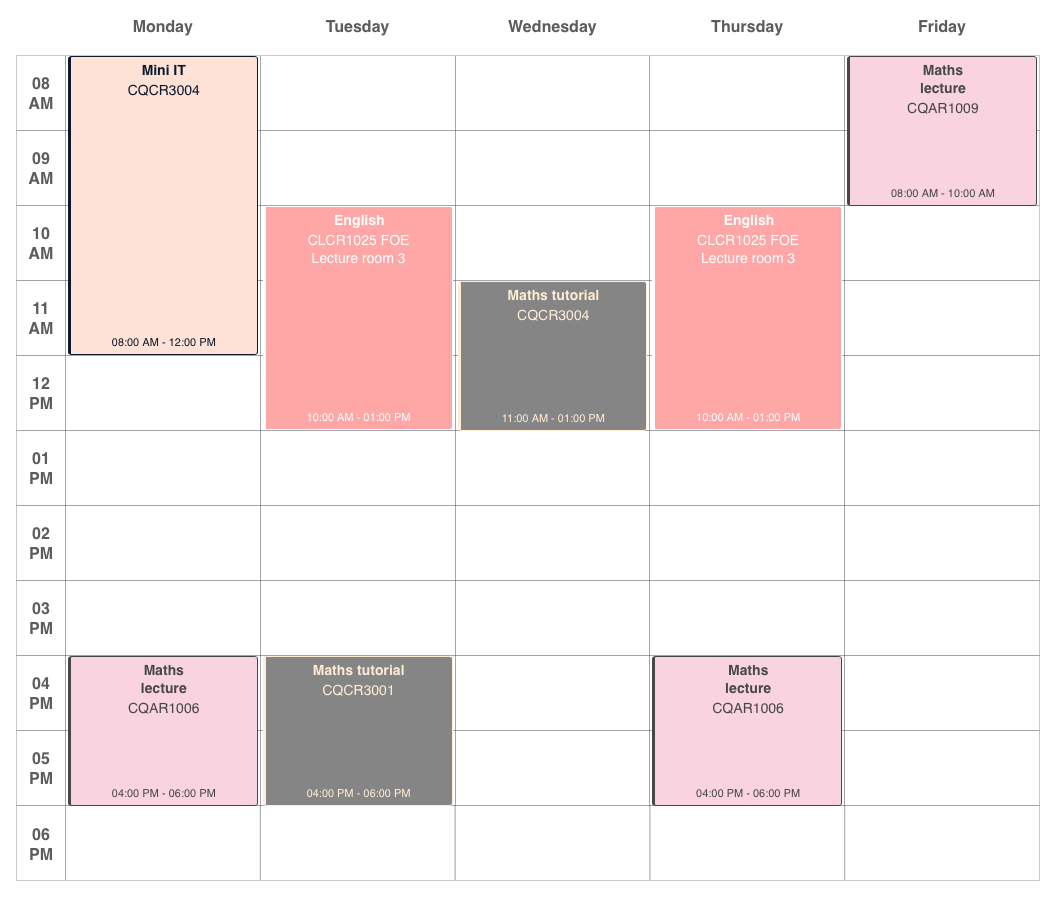 Monday
Tuesday
Wednesday
Thursday
Friday
08
AM
Mini IT
CQCR3004
08:00 AM - 12:00 PM
Maths
lecture
CQAR1009
08:00 AM - 10:00 AM
09
AM
10
AM
English
CLCR1025 FOE
Lecture room 3
10:00 AM - 01:00 PM
English
CLCR1025 FOE
Lecture room 3
10:00 AM - 01:00 PM
11
AM
Maths tutorial
CQCR3004
11:00 AM - 01:00 PM
12
PM
01
PM
02
PM
03
PM
04
PM
Maths
lecture
CQAR1006
04:00 PM - 06:00 PM
Maths tutorial
CQCR3001
04:00 PM - 06:00 PM
Maths
lecture
CQAR1006
04:00 PM - 06:00 PM
05
PM
06
PM